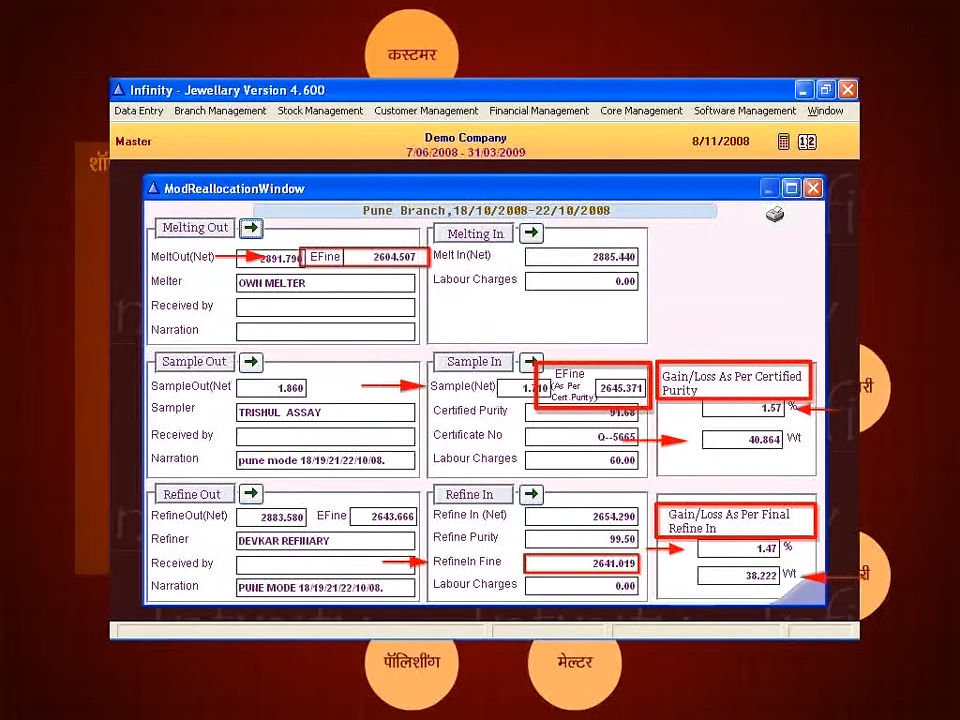 कस्टमर
Infinity - Jewellary Version 4.600
Data Entry Branch Management Stock Management Customer Management Financial Management Core Management Software Management Window
Master Demo Company 8/11/2008 12
7/06/2008 - 31/03/2009
ModReallocationWindow
Pune Branch,18/10/2008-22/10/2008
Melting Out Melting In
MeltOut(Net) 2891.790 EFine 2604.507 Melt In(Net) 2885.440
Melter OWN MELTER Labour Charges 0.00
Received by
Narration
Sample Out Sample In
SampleOut(Net 1.860 Sample(Net) 1.710 EFine (As Per Cert.Purity) 2645.371 Gain/Loss As Per Certified Purity
Sampler TRISHUL ASSAY Certified Purity 91.68 1.57 %
Received by Certificate No Q--5665 40.864 Wt
Narration pune mode 18/19/21/22/10/08. Labour Charges 60.00
Refine Out Refine In
RefineOut(Net) 2883.580 EFine 2643.666 Refine In (Net) 2654.290 Gain/Loss As Per Final Refine In
Refiner DEVKAR REFINARY Refine Purity 99.50 1.47 %
Received by RefineIn Fine 2641.019 38.222 Wt
Narration PUNE MODE 18/19/21/22/10/08. Labour Charges 0.00
पॉलिशींग मेल्टर